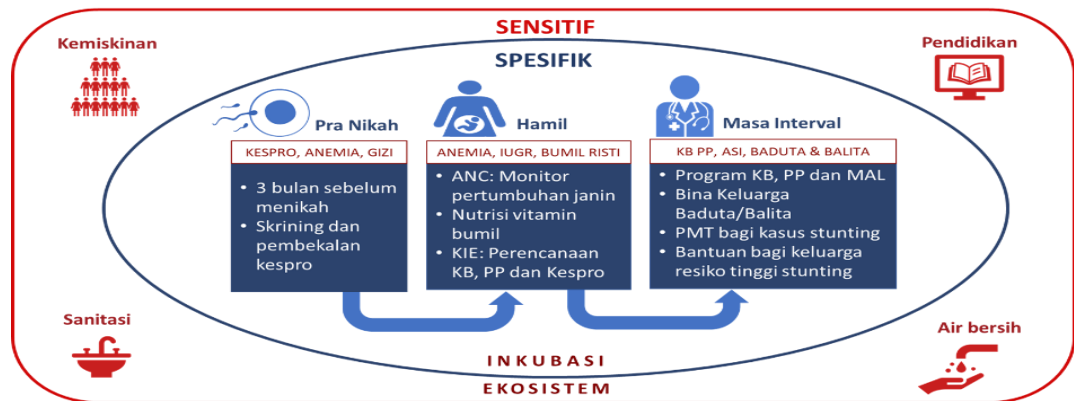 SENSITIF
Kemiskinan
Pendidikan
SPESIFIK
Pra Nikah
KESPRO, ANEMIA, GIZI
• 3 bulan sebelum
menikah
• Skrining dan
pembekalan
kespro
Hamil
ANEMIA, IUGR, BUMIL RISTI
• ANC: Monitor
pertumbuhan janin
• Nutrisi vitamin
bumil
• KIE: Perencanaan
KB, PP dan Kespro
Masa Interval
KB PP, ASI, BADUTA & BALITA
• Program KB, PP dan MAL
• Bina Keluarga
Baduta/Balita
• PMT bagi kasus stunting
• Bantuan bagi keluarga
resiko tinggi stunting
Sanitasi
Air bersih
INKUBASI
EKOSISTEM